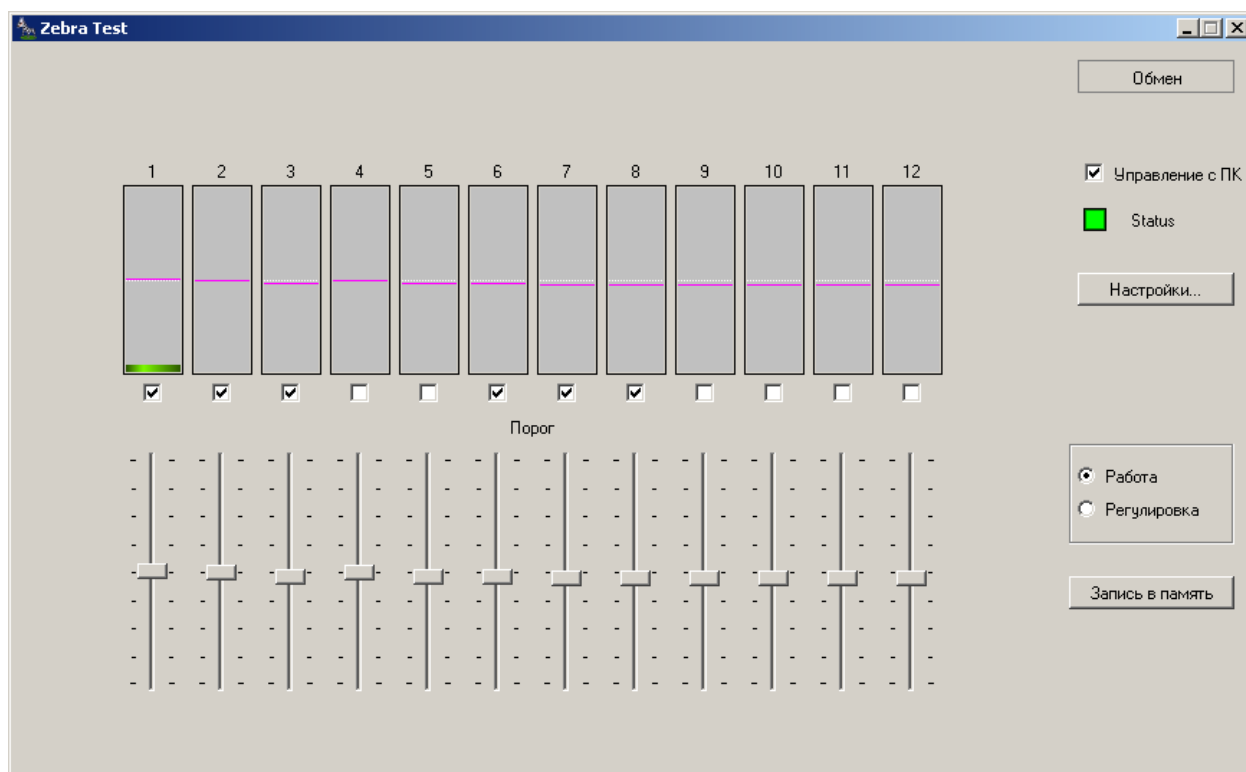 Zebra Test
Обмен
1 2 3 4 5 6 7 8 9 10 11 12
Управление с ПК
Status
Настройки...
Порог
Работа
Регулировка
Запись в память